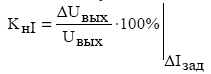 KнI = ΔUвых / Uвых · 100% | ΔIзад